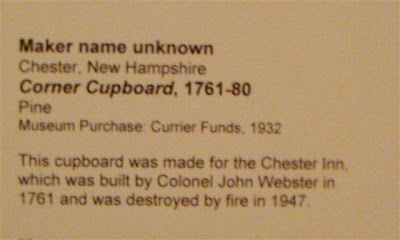 Maker name unknown
Chester, New Hampshire
Corner Cupboard, 1761-80
Pine
Museum Purchase: Currier Funds, 1932
This cupboard was made for the Chester Inn,
which was built by Colonel John Webster in
1761 and was destroyed by fire in 1947.